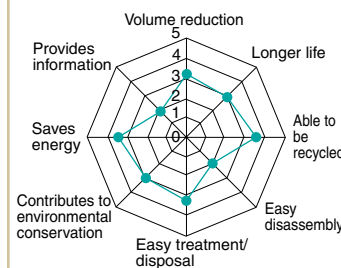 Volume reduction
5
4
3
2
1
0
Provides
information
Longer life
Saves
energy
Able to
be
recycled
Contributes to
environmental
conservation
Easy
disassembly
Easy treatment/
disposal